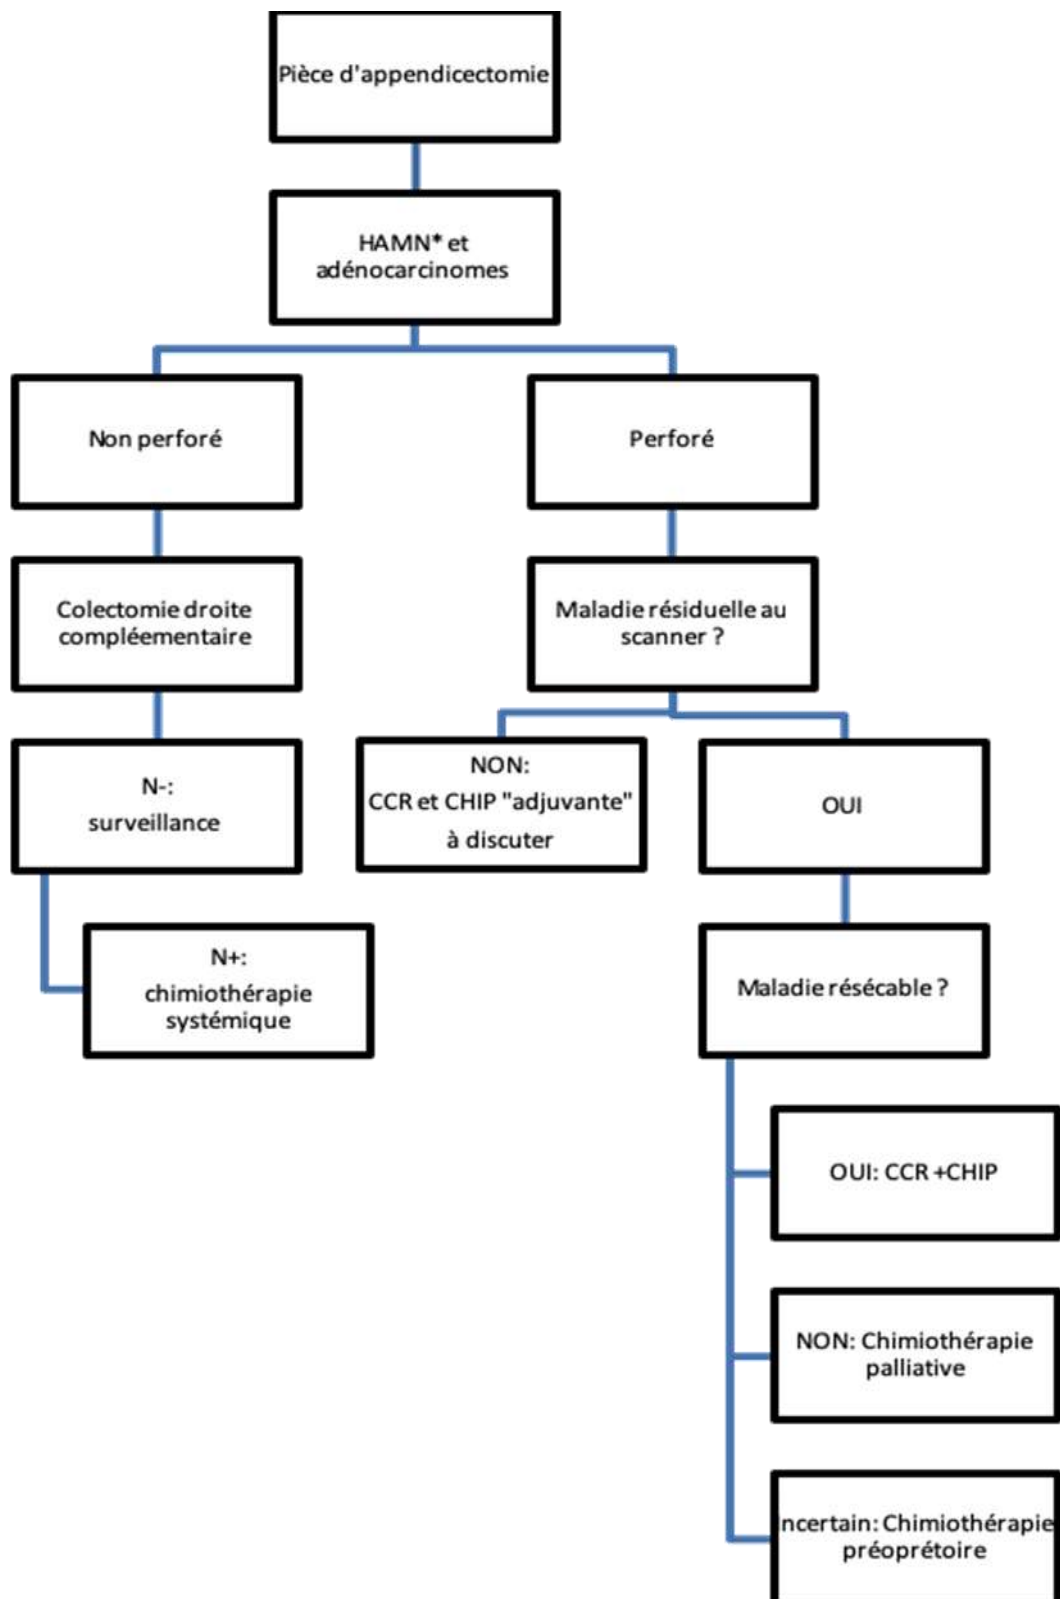 Pièce d'appendicectomie
HAMN* et
adénocarcinomes
Non perforé
Perforé
Colectomie droite
compléementaire
Maladie résiduelle au
scanner ?
N-:
surveillance
NON:
CCR et CHIP "adjuvante"
à discuter
OUI
N+:
chimiothérapie
systémique
Maladie résécable ?
OUI: CCR +CHIP
NON: Chimiothérapie
palliative
ncertain: Chimiothérapie
préoprétoire